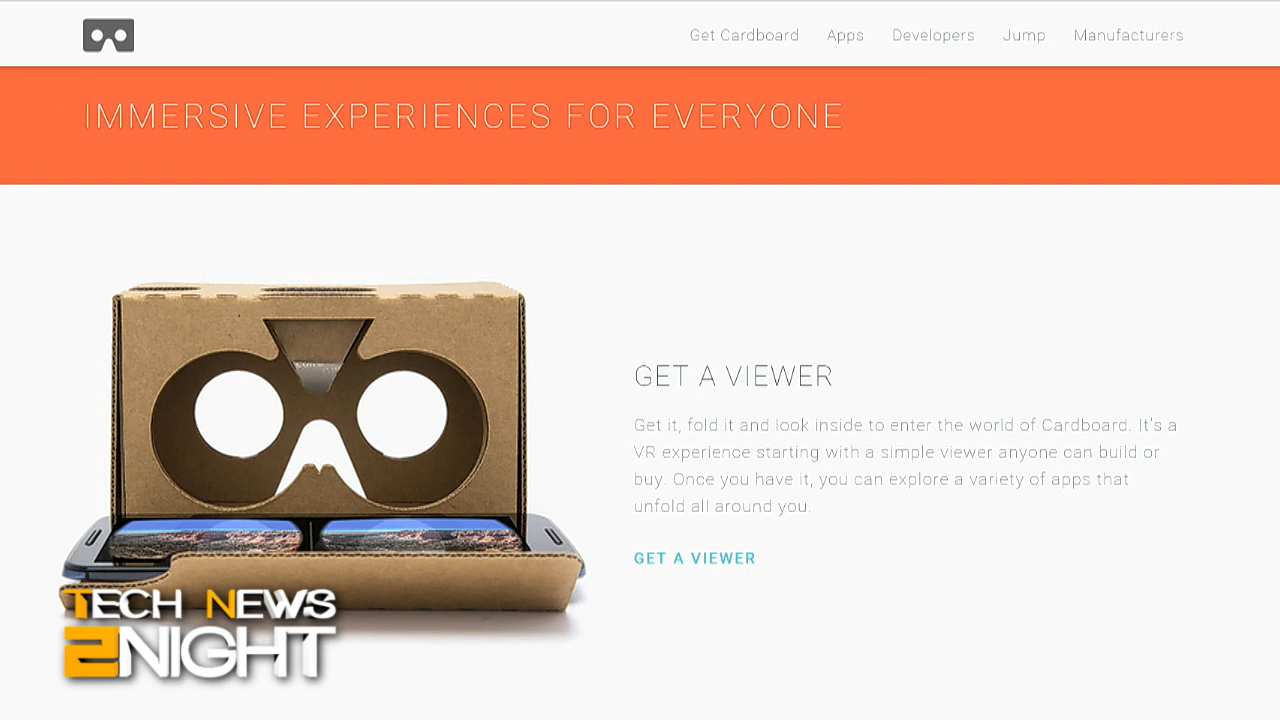 Get Cardboard Apps Developers Jump Manufacturers
IMMERSIVE EXPERIENCES FOR EVERYONE
GET A VIEWER
Get it, fold it and look inside to enter the world of Cardboard. It's a
VR experience starting with a simple viewer anyone can build or
buy. Once you have it, you can explore a variety of apps that
unfold all around you.
GET A VIEWER
TECH NEWS
2NIGHT